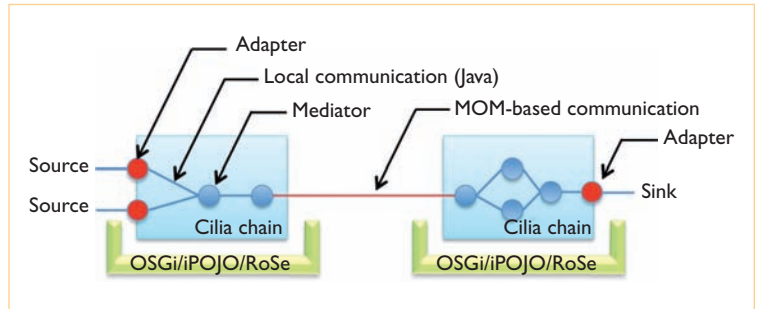 Adapter
Local communication (Java)
Mediator
MOM-based communication
Adapter
Source
Source
Sink
Cilia chain
Cilia chain
OSGi/iPOJO/RoSe
OSGi/iPOJO/RoSe